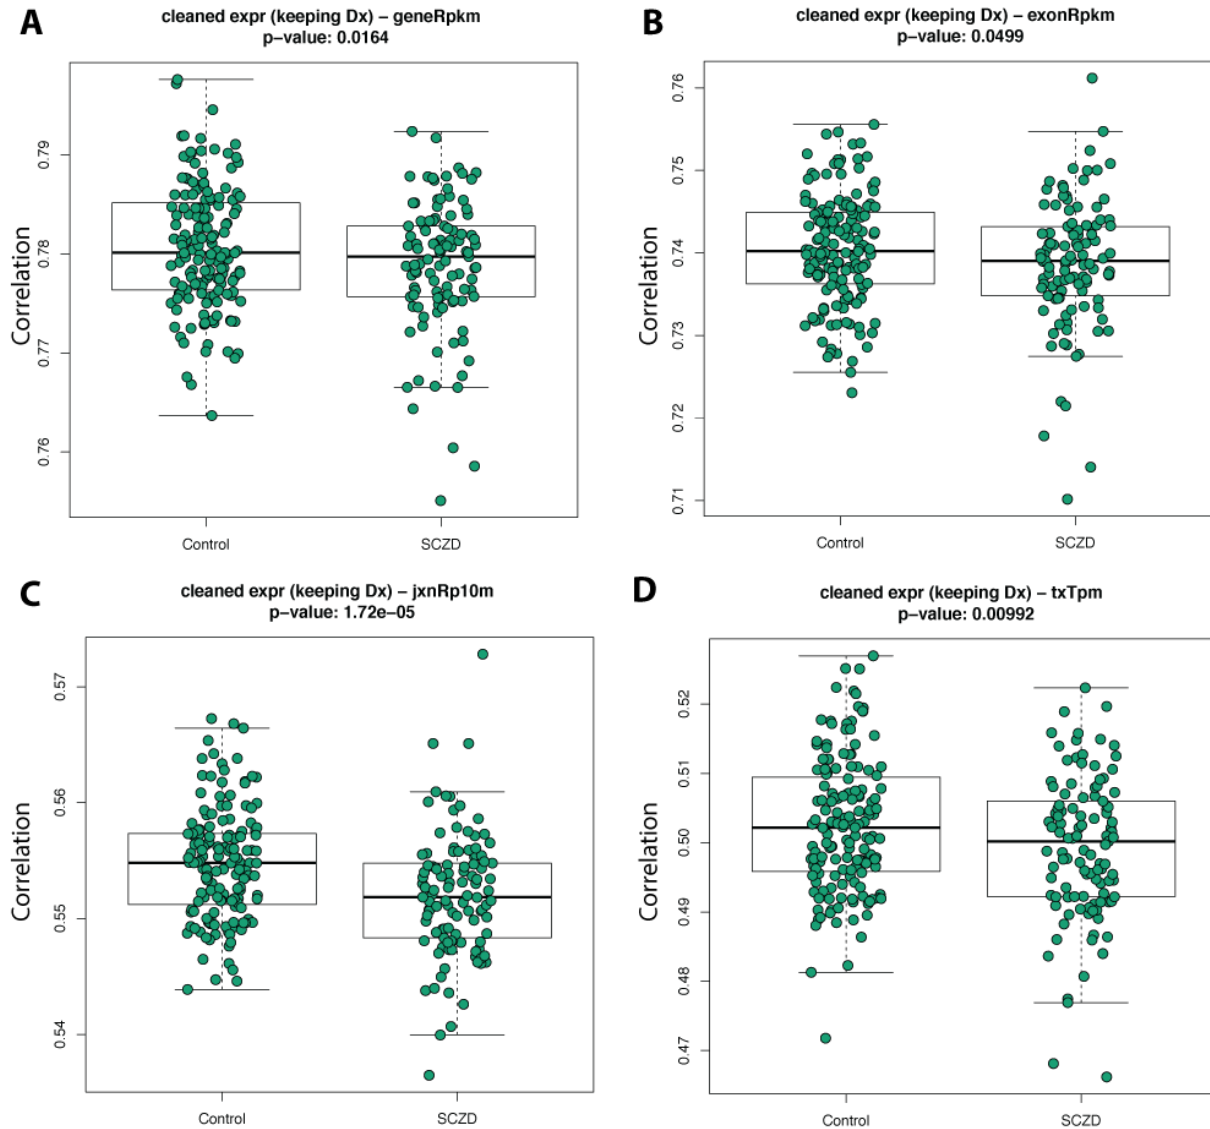 A
cleaned expr (keeping Dx) – geneRpkm
p–value: 0.0164
Correlation
0.79
0.78
0.77
0.76
Control
SCZD
B
cleaned expr (keeping Dx) – exonRpkm
p–value: 0.0499
Correlation
0.76
0.75
0.74
0.73
0.72
0.71
Control
SCZD
C
cleaned expr (keeping Dx) – jxnRp10m
p–value: 1.72e–05
Correlation
0.57
0.56
0.55
0.54
Control
SCZD
D
cleaned expr (keeping Dx) – txTpm
p–value: 0.00992
Correlation
0.52
0.51
0.50
0.49
0.48
0.47
Control
SCZD